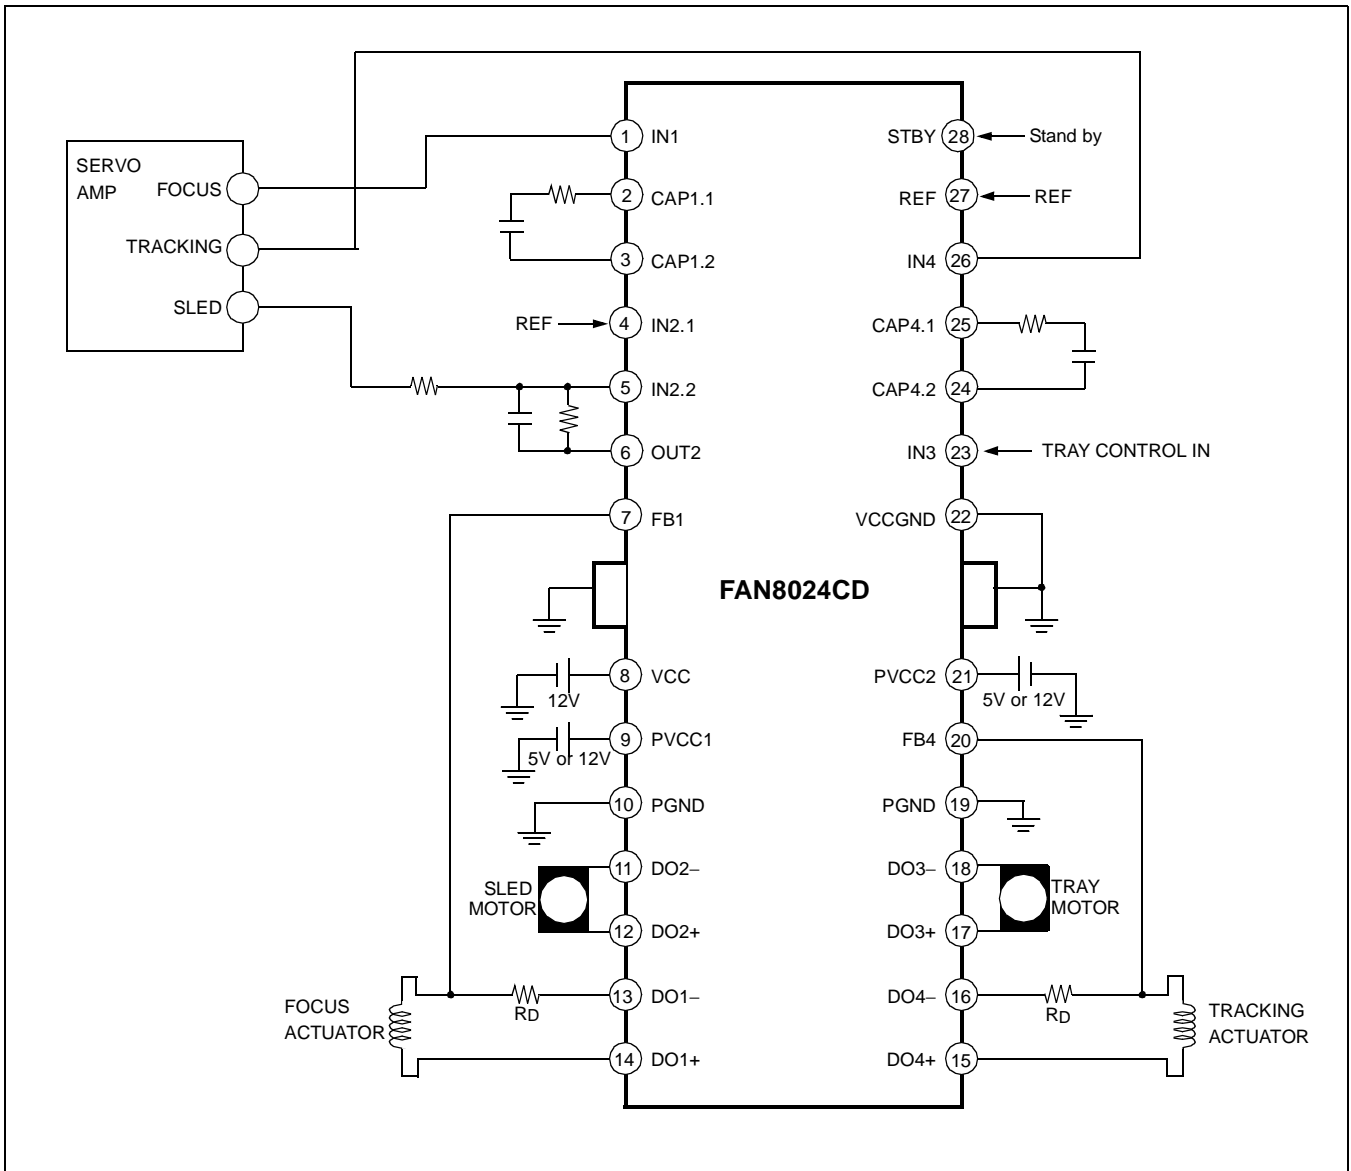 SERVO
AMP
FOCUS
TRACKING
SLED
1 IN1
2 CAP1.1
3 CAP1.2
REF 4 IN2.1
5 IN2.2
6 OUT2
7 FB1
8 VCC
12V
9 PVCC1
5V or 12V
10 PGND
11 DO2−
SLED
MOTOR
12 DO2+
13 DO1−
RD
FOCUS
ACTUATOR
14 DO1+
FAN8024CD
STBY 28 Stand by
REF 27 REF
IN4 26
CAP4.1 25
CAP4.2 24
IN3 23 TRAY CONTROL IN
VCCGND 22
PVCC2 21
5V or 12V
FB4 20
PGND 19
DO3− 18
TRAY
MOTOR
DO3+ 17
DO4− 16
RD
TRACKING
ACTUATOR
DO4+ 15